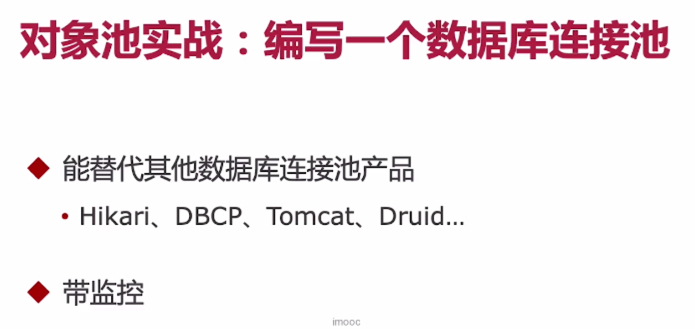 对象池实战：编写一个数据库连接池
能替代其他数据库连接池产品
Hikari、DBCP、Tomcat、Druid...
带监控
imooc